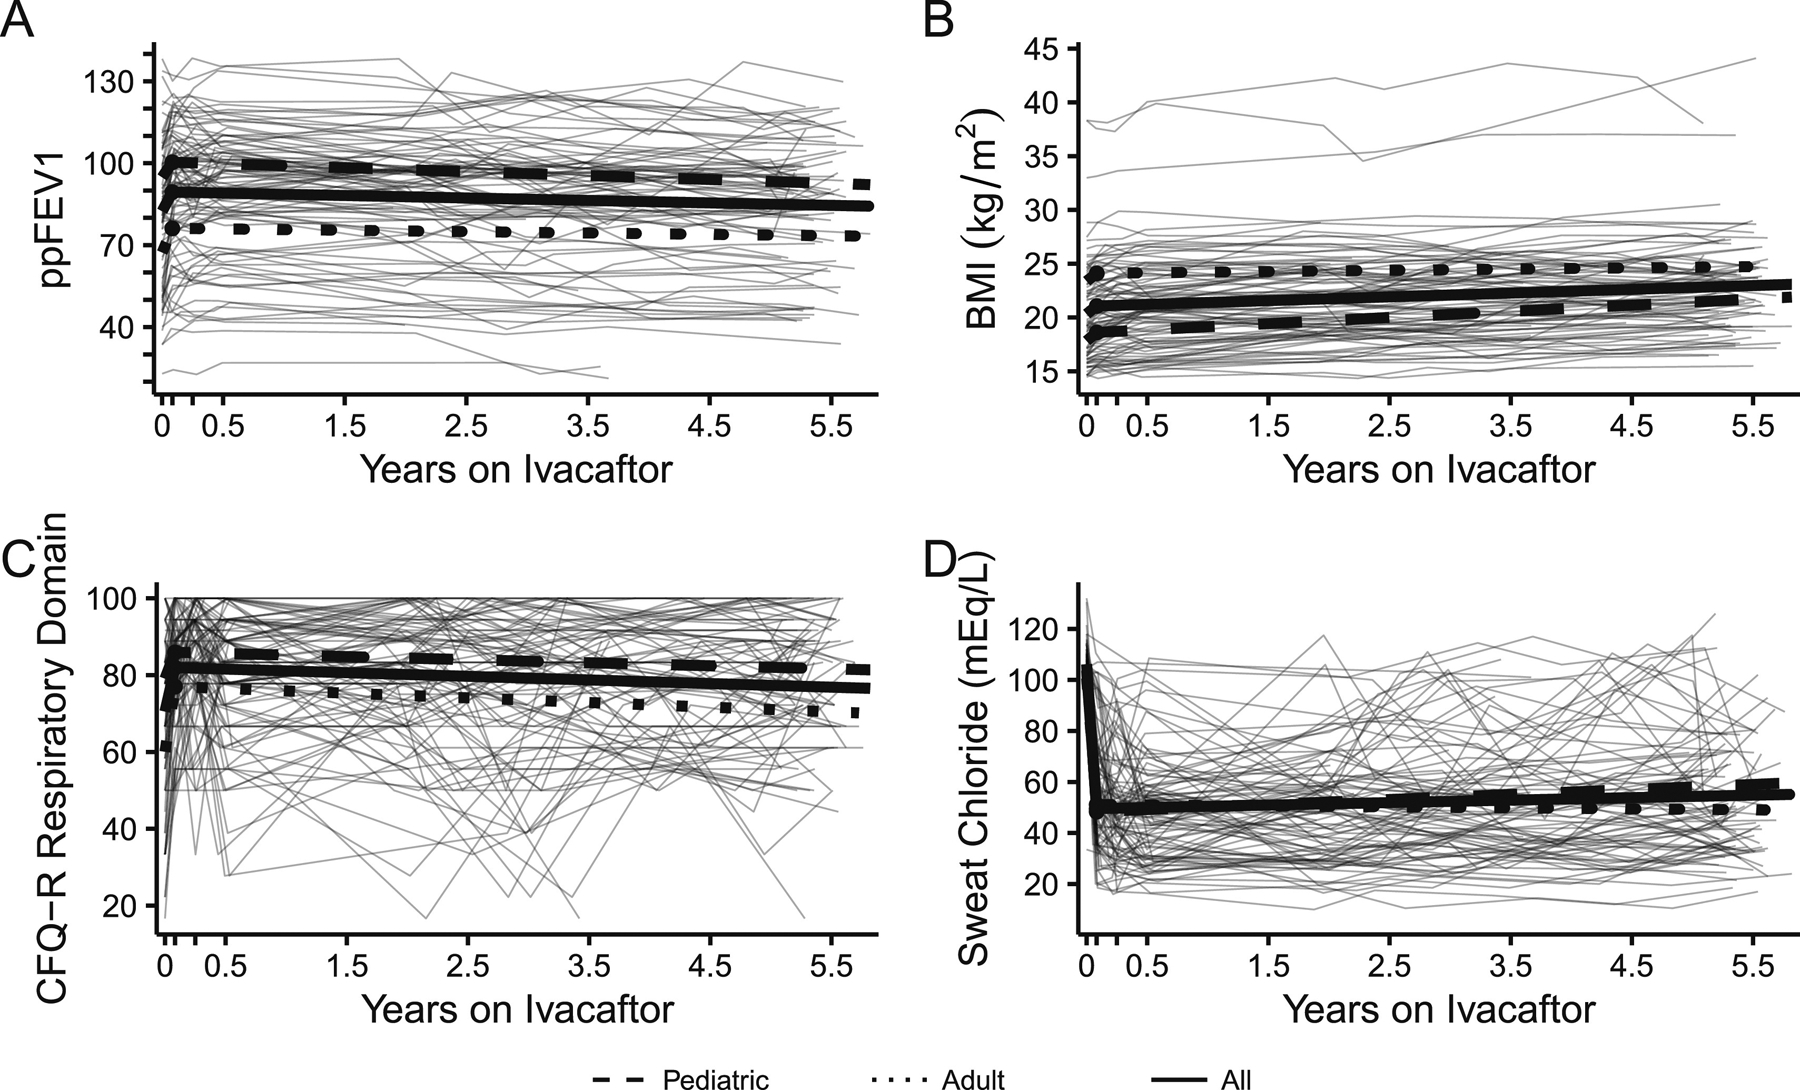 A
ppFEV1
130
100
70
40
0 0.5 1.5 2.5 3.5 4.5 5.5
Years on Ivacaftor
B
BMI (kg/m²)
45
40
35
30
25
20
15
0 0.5 1.5 2.5 3.5 4.5 5.5
Years on Ivacaftor
C
CFQ−R Respiratory Domain
100
80
60
40
20
0 0.5 1.5 2.5 3.5 4.5 5.5
Years on Ivacaftor
D
Sweat Chloride (mEq/L)
120
100
80
60
40
20
0 0.5 1.5 2.5 3.5 4.5 5.5
Years on Ivacaftor
Pediatric Adult All